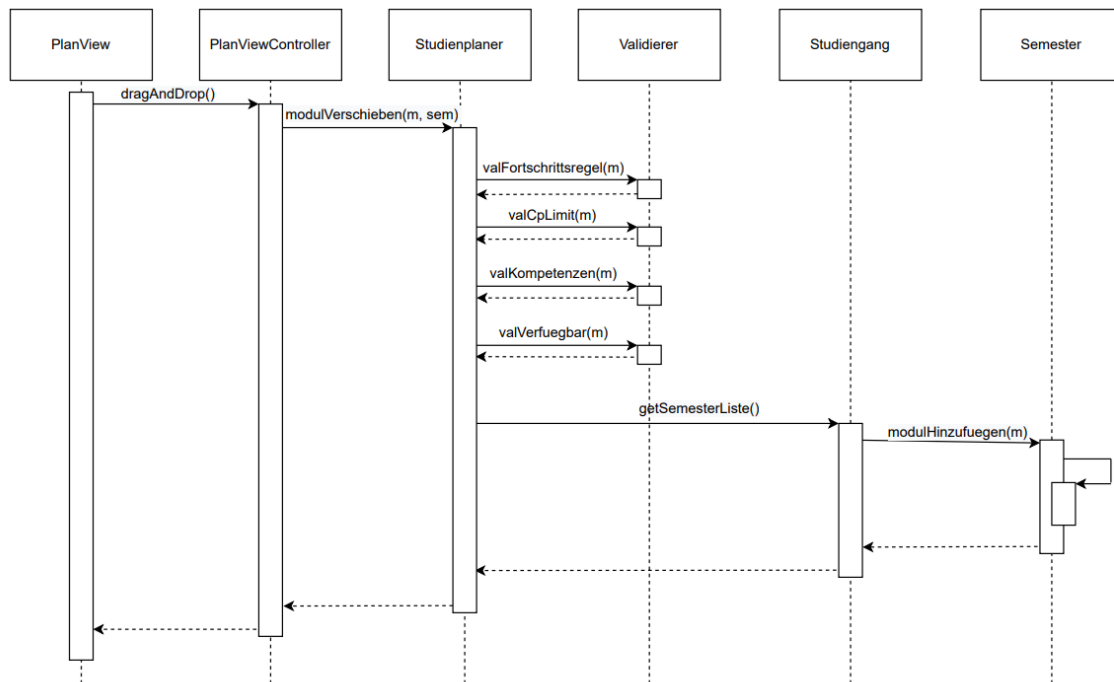 PlanView
PlanViewController
Studienplaner
Validierer
Studiengang
Semester
dragAndDrop()
modulVerschieben(m, sem)
valFortschrittsregel(m)
valCpLimit(m)
valKompetenzen(m)
valVerfuegbar(m)
getSemesterListe()
modulHinzufuegen(m)